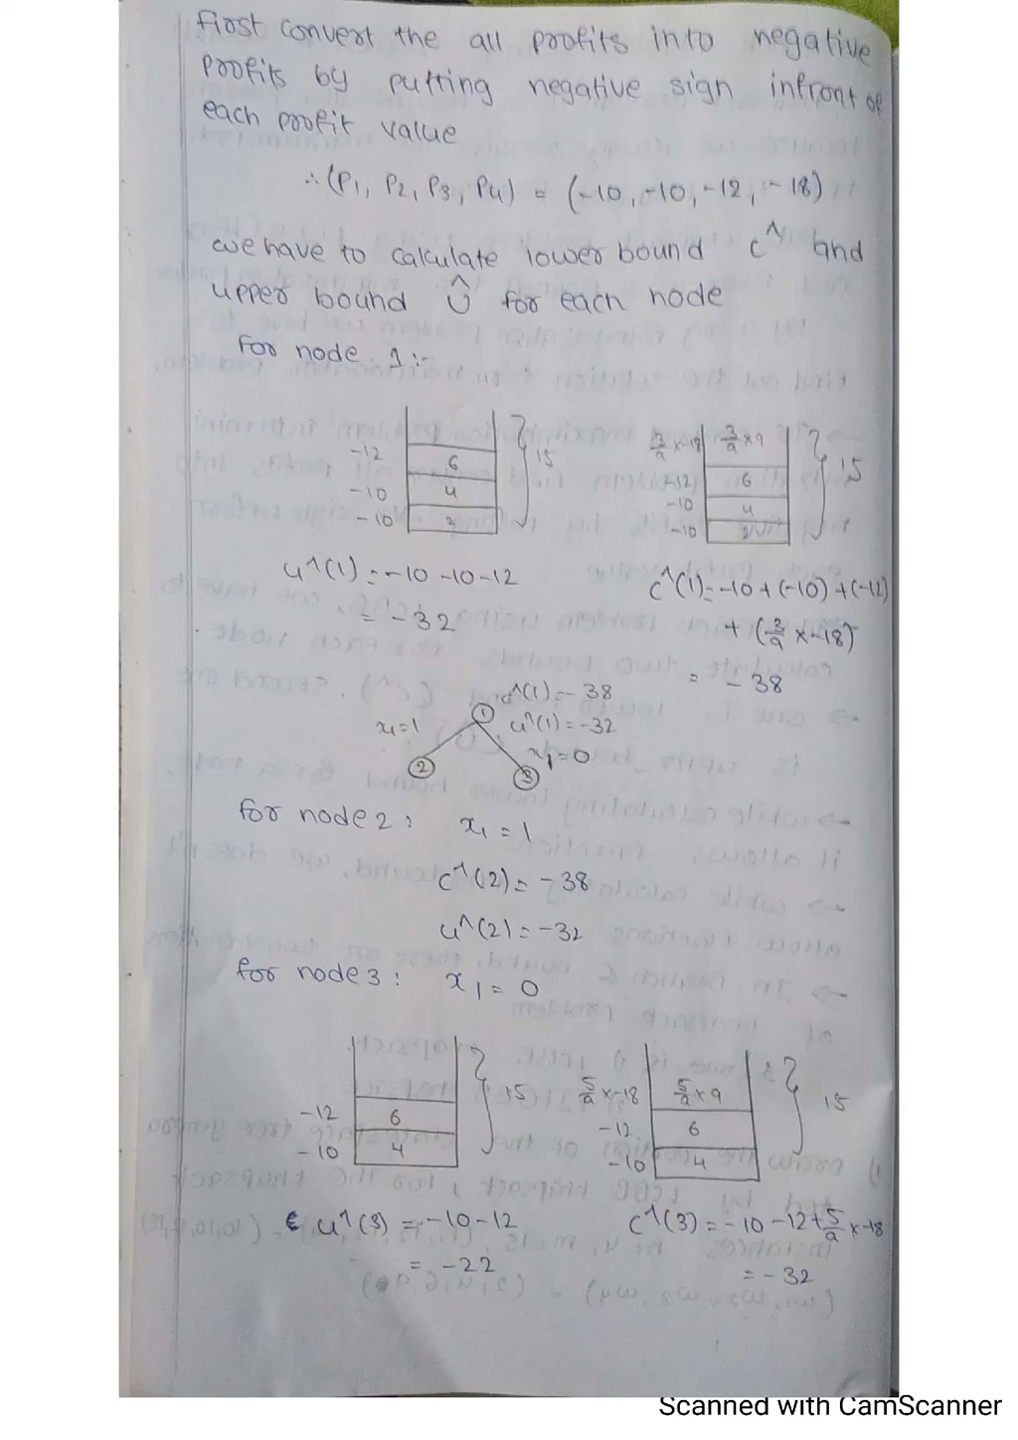 first convert the all profits into negative
profits by putting negative sign infront of
each profit value
∴ (P1, P2, P3, P4) = (-10, -10, -12, -18)
we have to calculate lower bound c^ and
upper bound Û for each node
for node 1:-
-12 6
-10 4
-10 2
15
3/9 x -18 3/9 x 9
-12 6
-10 4
-10 2
15
u^(1) = -10 -10 -12
= -32
c^(1) = -10 + (-10) + (-12)
+ (3/9 x -18)
= -38
c^(1) = -38
u^(1) = -32
x1=1 1 x1=0
2 3
for node 2: x1 = 1
c^(2) = -38
u^(2) = -32
for node 3: x1 = 0
-12 6
-10 4
15
5/9 x -18 5/9 x 9
-12 6
-10 4
15
u^(3) = -10 -12
= -22
c^(3) = -10 -12 + 5/9 x -18
= -32
Scanned with CamScanner